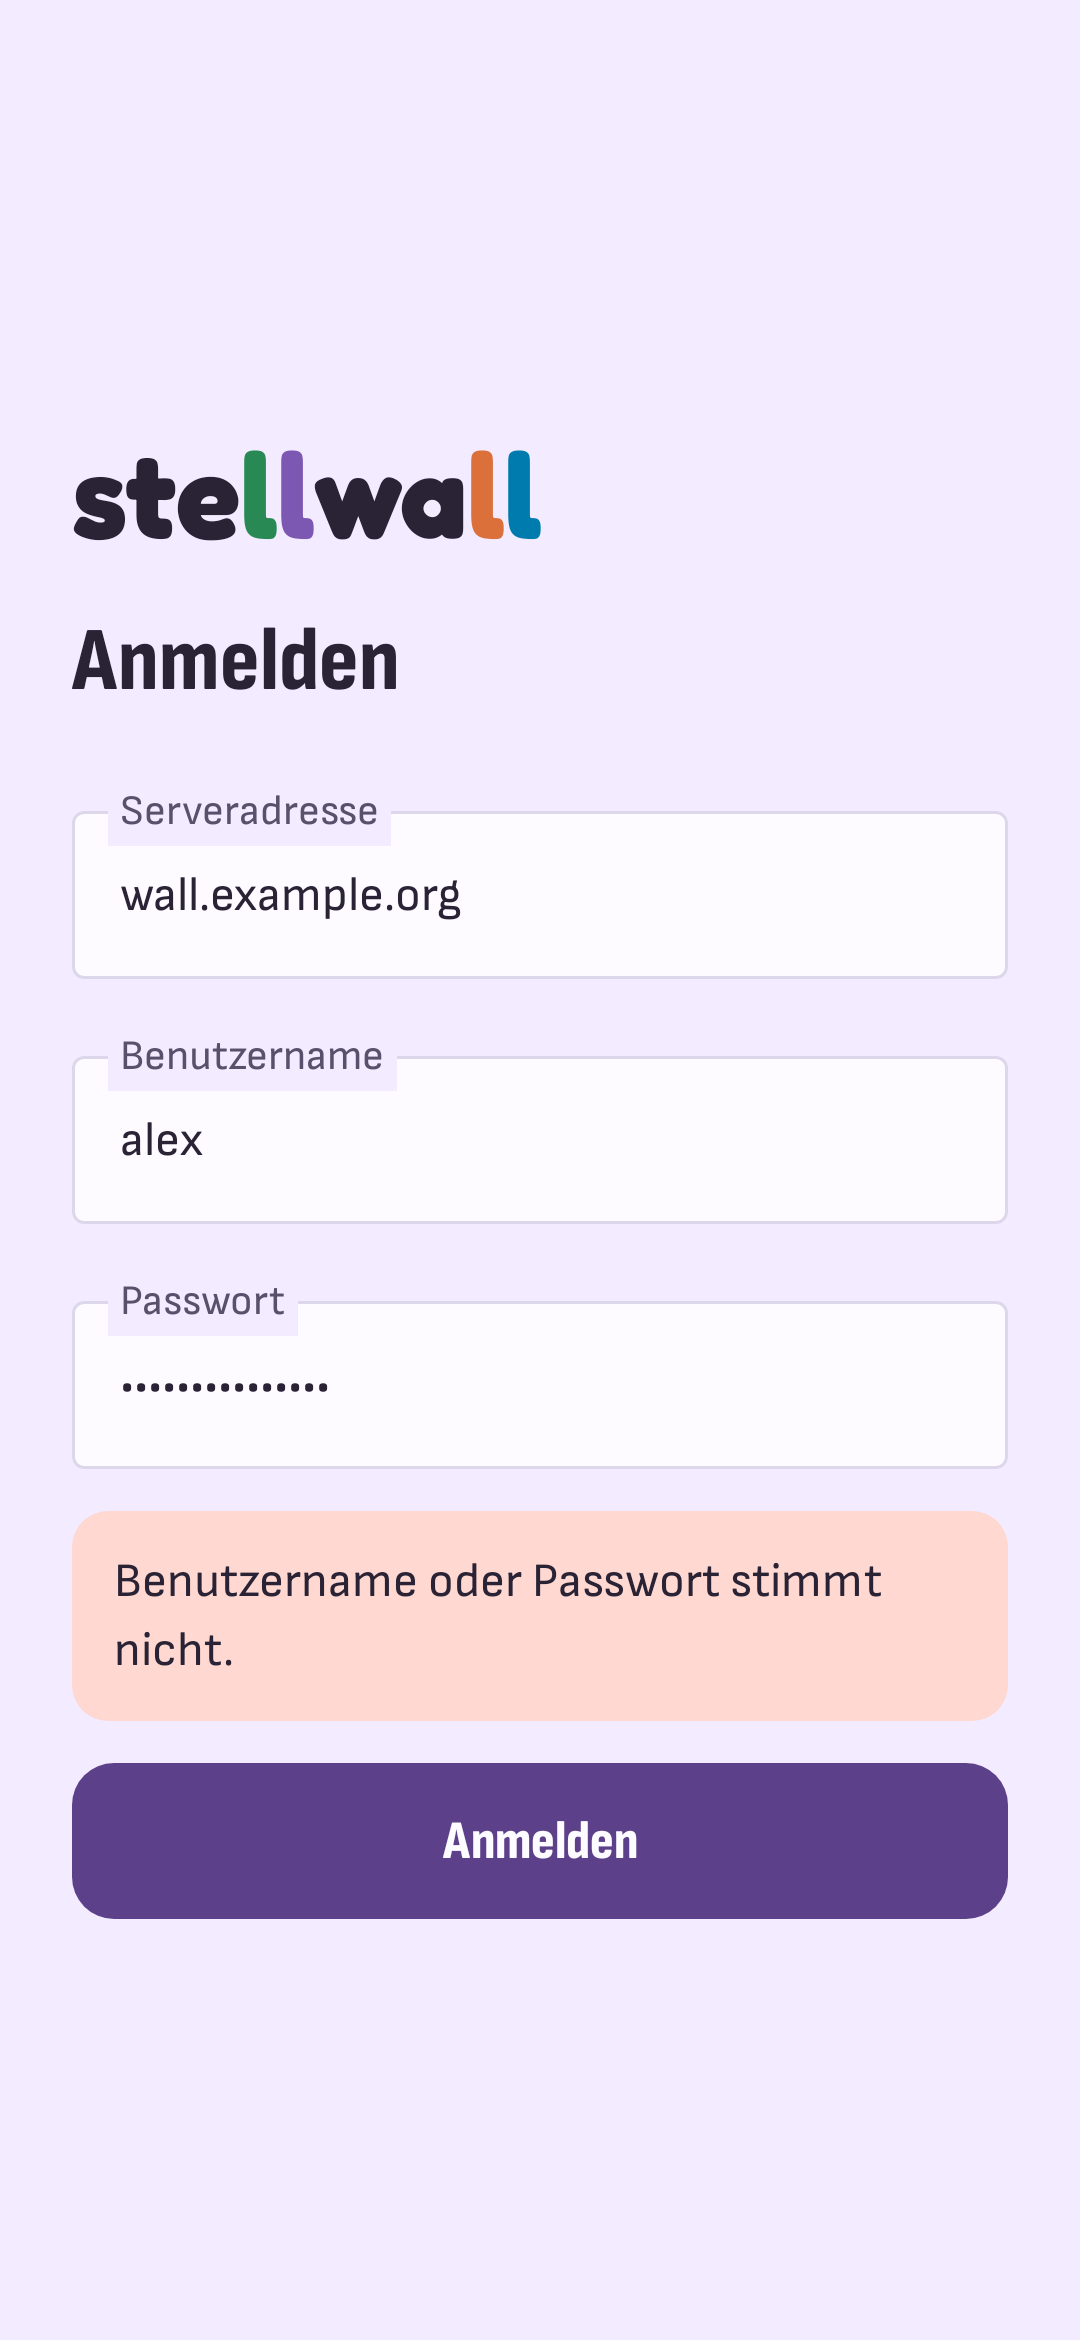 stellwall
Anmelden
Serveradresse
wall.example.org
Benutzername
alex
Passwort
•••••••••••••••
Benutzername oder Passwort stimmt
nicht.
Anmelden